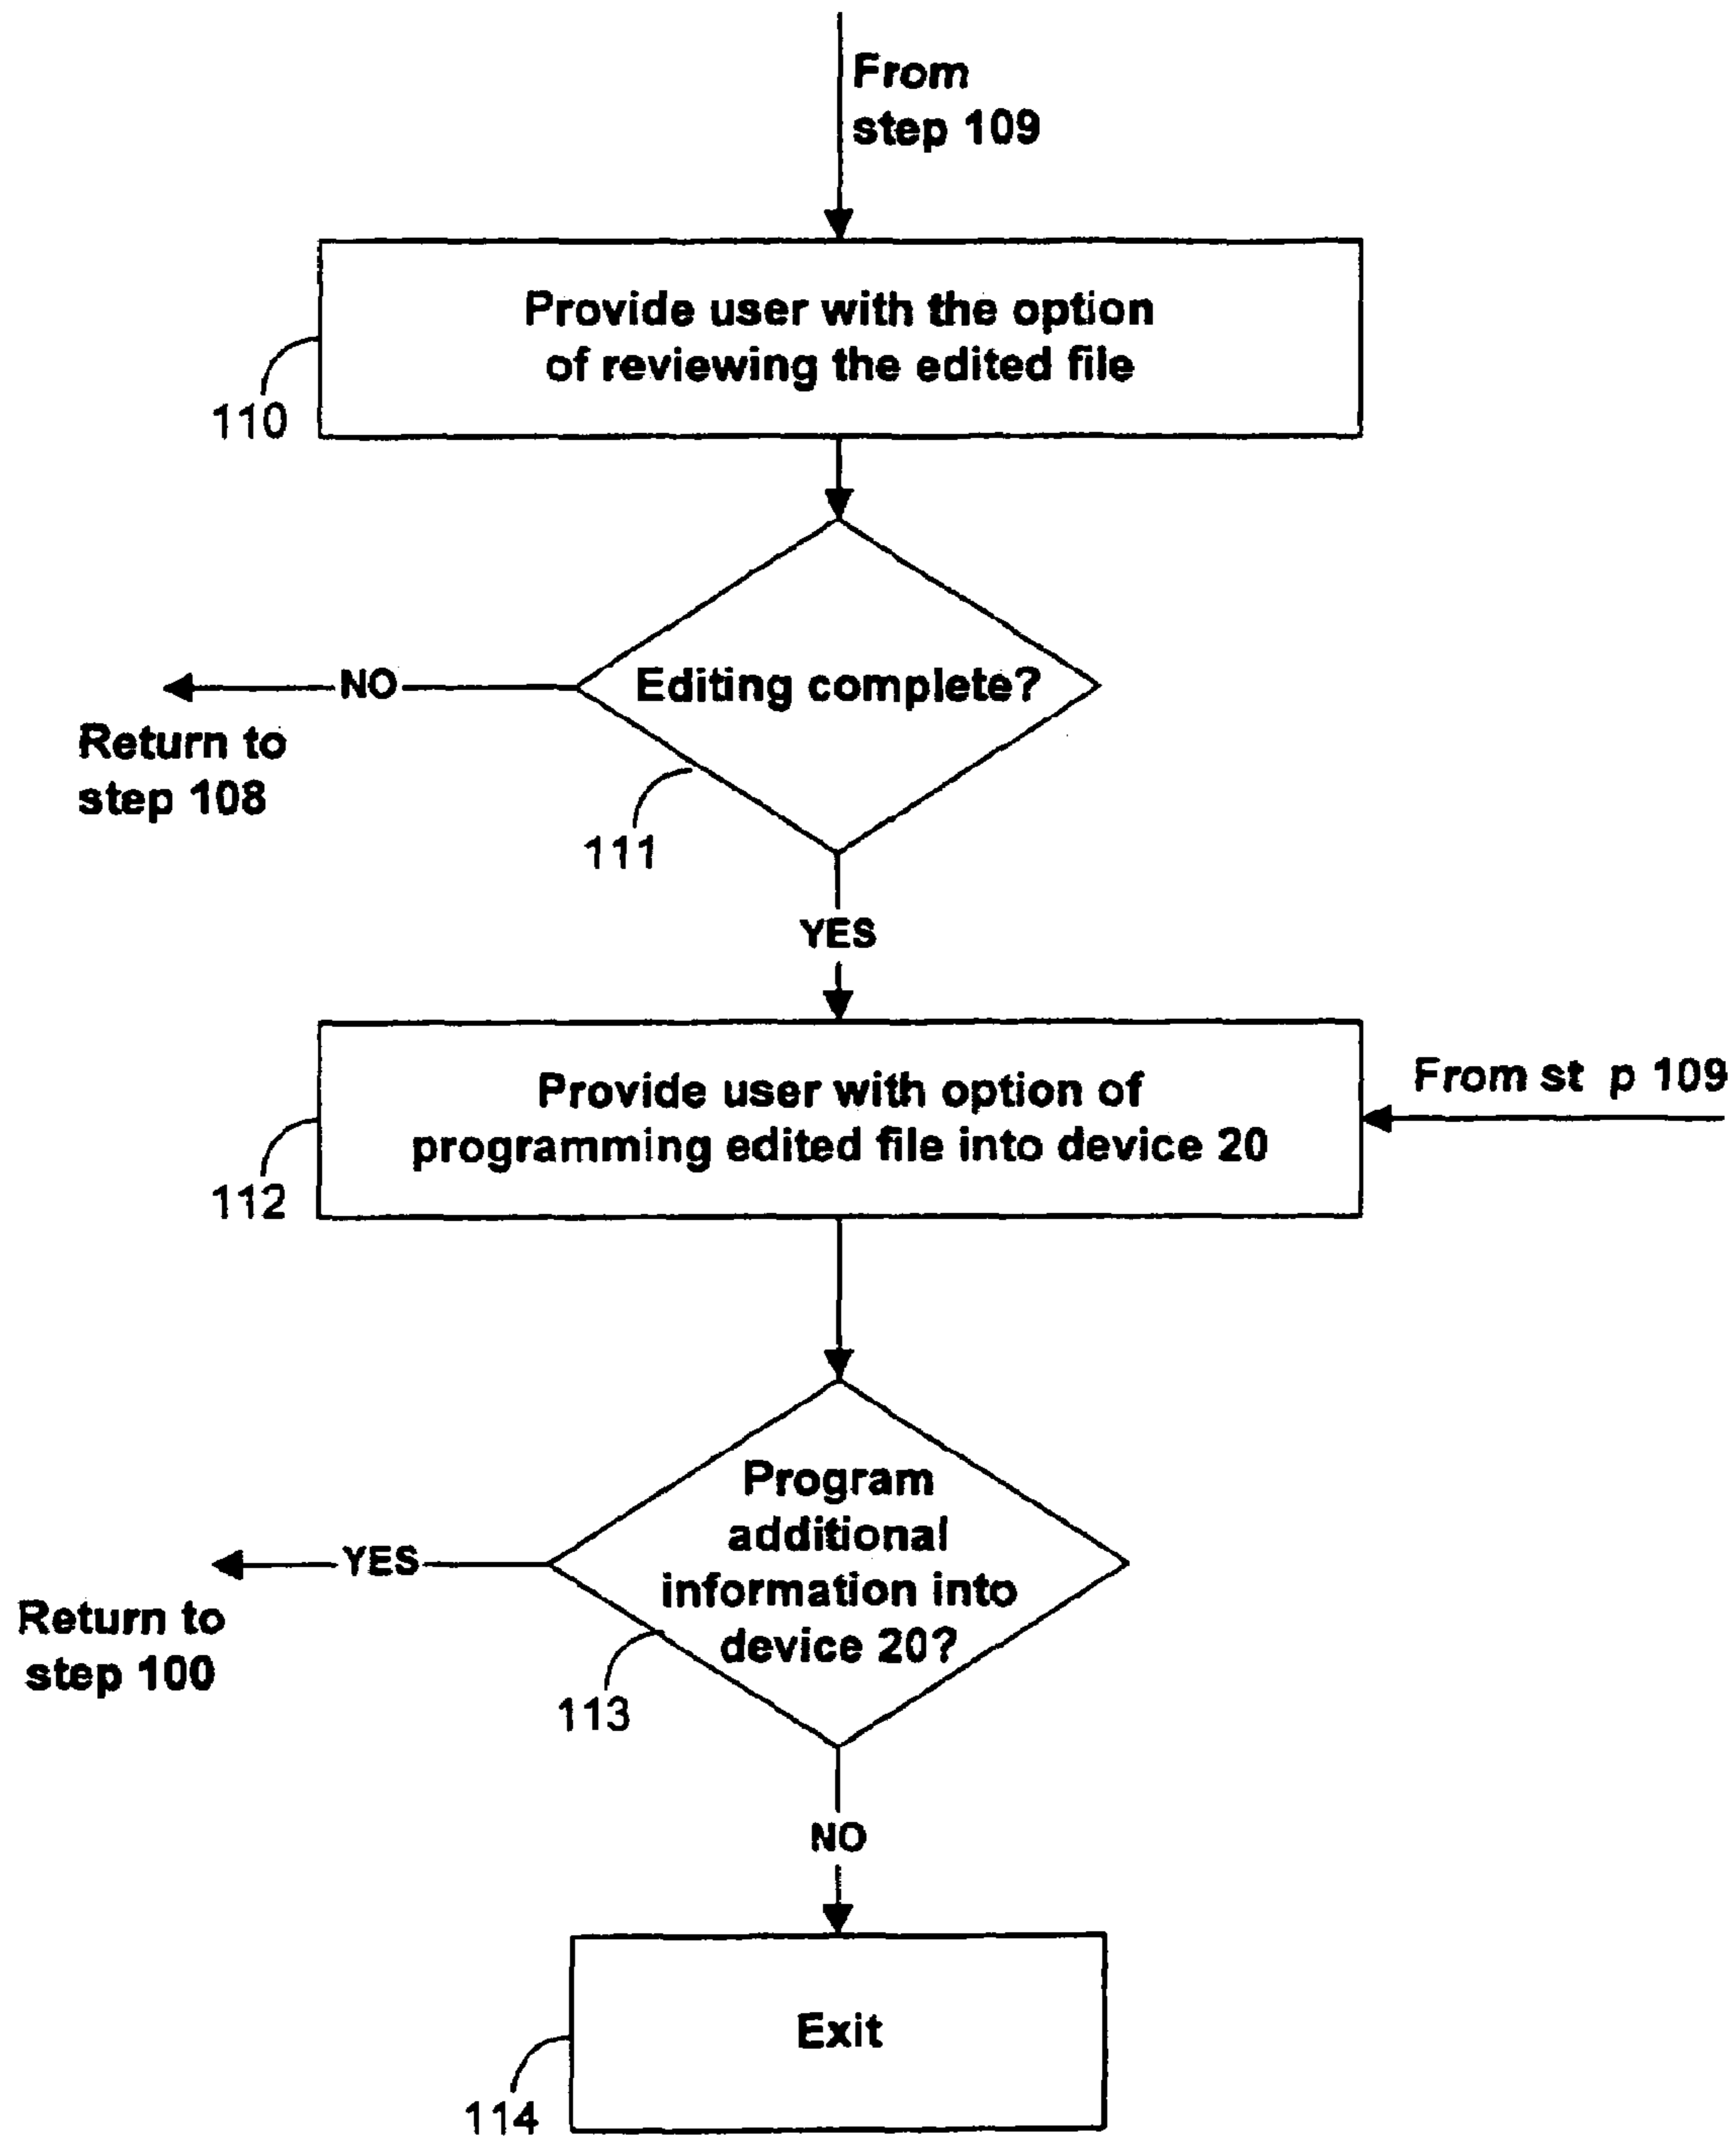 From
step 109
Provide user with the option
of reviewing the edited file
110
Editing complete?
NO
Return to
step 108
111
YES
From st p 109
Provide user with option of
programming edited file into device 20
112
Program
additional
information into
device 20?
YES
Return to
step 100
113
NO
Exit
114